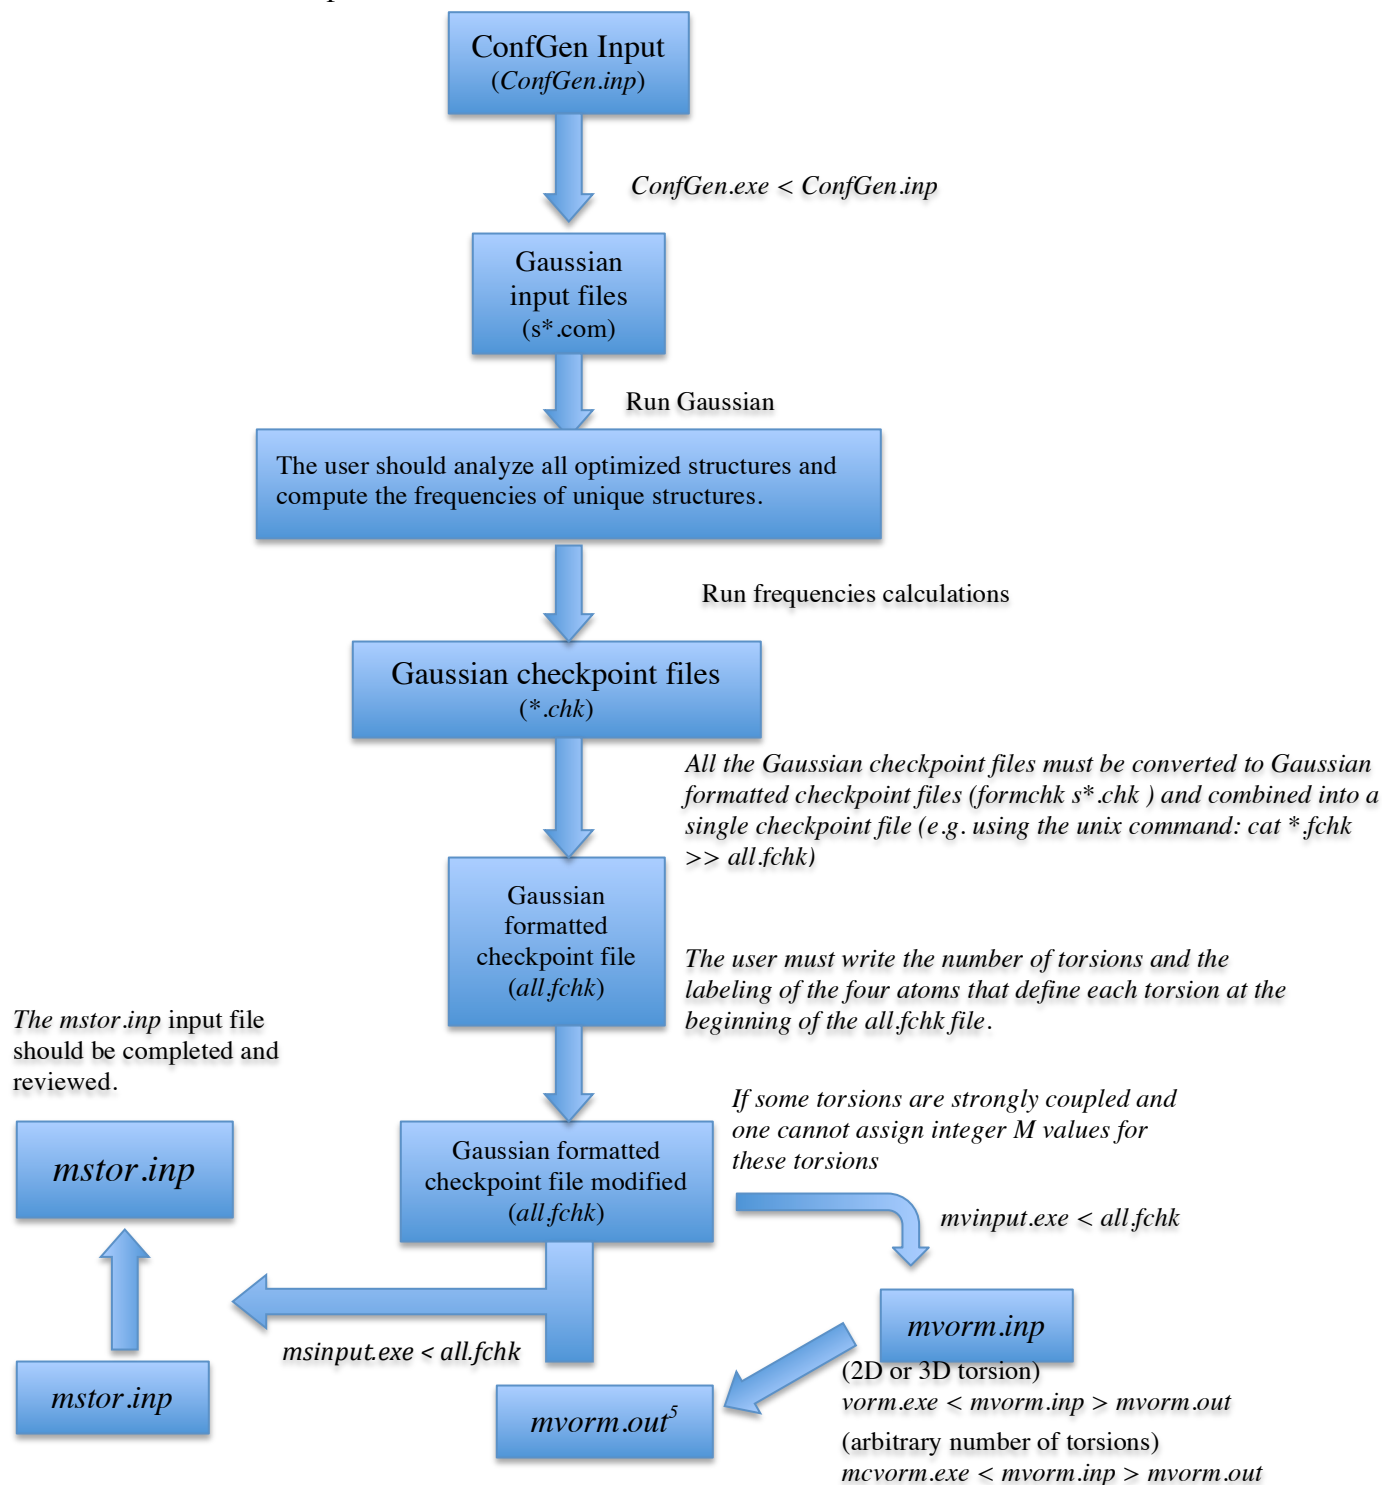 ConfGen Input
(ConfGen.inp)
ConfGen.exe < ConfGen.inp
Gaussian
input files
(s*.com)
Run Gaussian
The user should analyze all optimized structures and
compute the frequencies of unique structures.
Run frequencies calculations
Gaussian checkpoint files
(*.chk)
All the Gaussian checkpoint files must be converted to Gaussian
formatted checkpoint files (formchk s*.chk ) and combined into a
single checkpoint file (e.g. using the unix command: cat *.fchk
>> all.fchk)
Gaussian
formatted
checkpoint file
(all.fchk)
The user must write the number of torsions and the
labeling of the four atoms that define each torsion at the
beginning of the all.fchk file.
The mstor.inp input file
should be completed and
reviewed.
If some torsions are strongly coupled and
one cannot assign integer M values for
these torsions
mstor.inp
Gaussian formatted
checkpoint file modified
(all.fchk)
mvinput.exe < all.fchk
mvorm.inp
msinput.exe < all.fchk
mstor.inp
mvorm.out⁵
(2D or 3D torsion)
vorm.exe < mvorm.inp > mvorm.out
(arbitrary number of torsions)
mcvorm.exe < mvorm.inp > mvorm.out